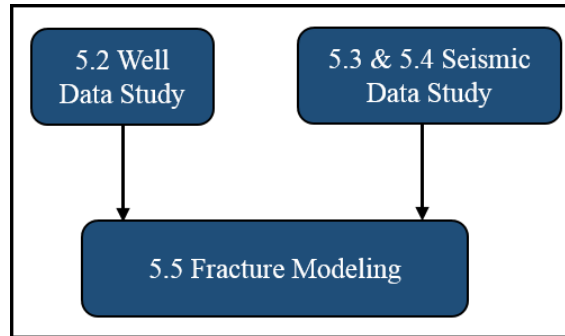 5.2 Well
Data Study
5.3 & 5.4 Seismic
Data Study
5.5 Fracture Modeling